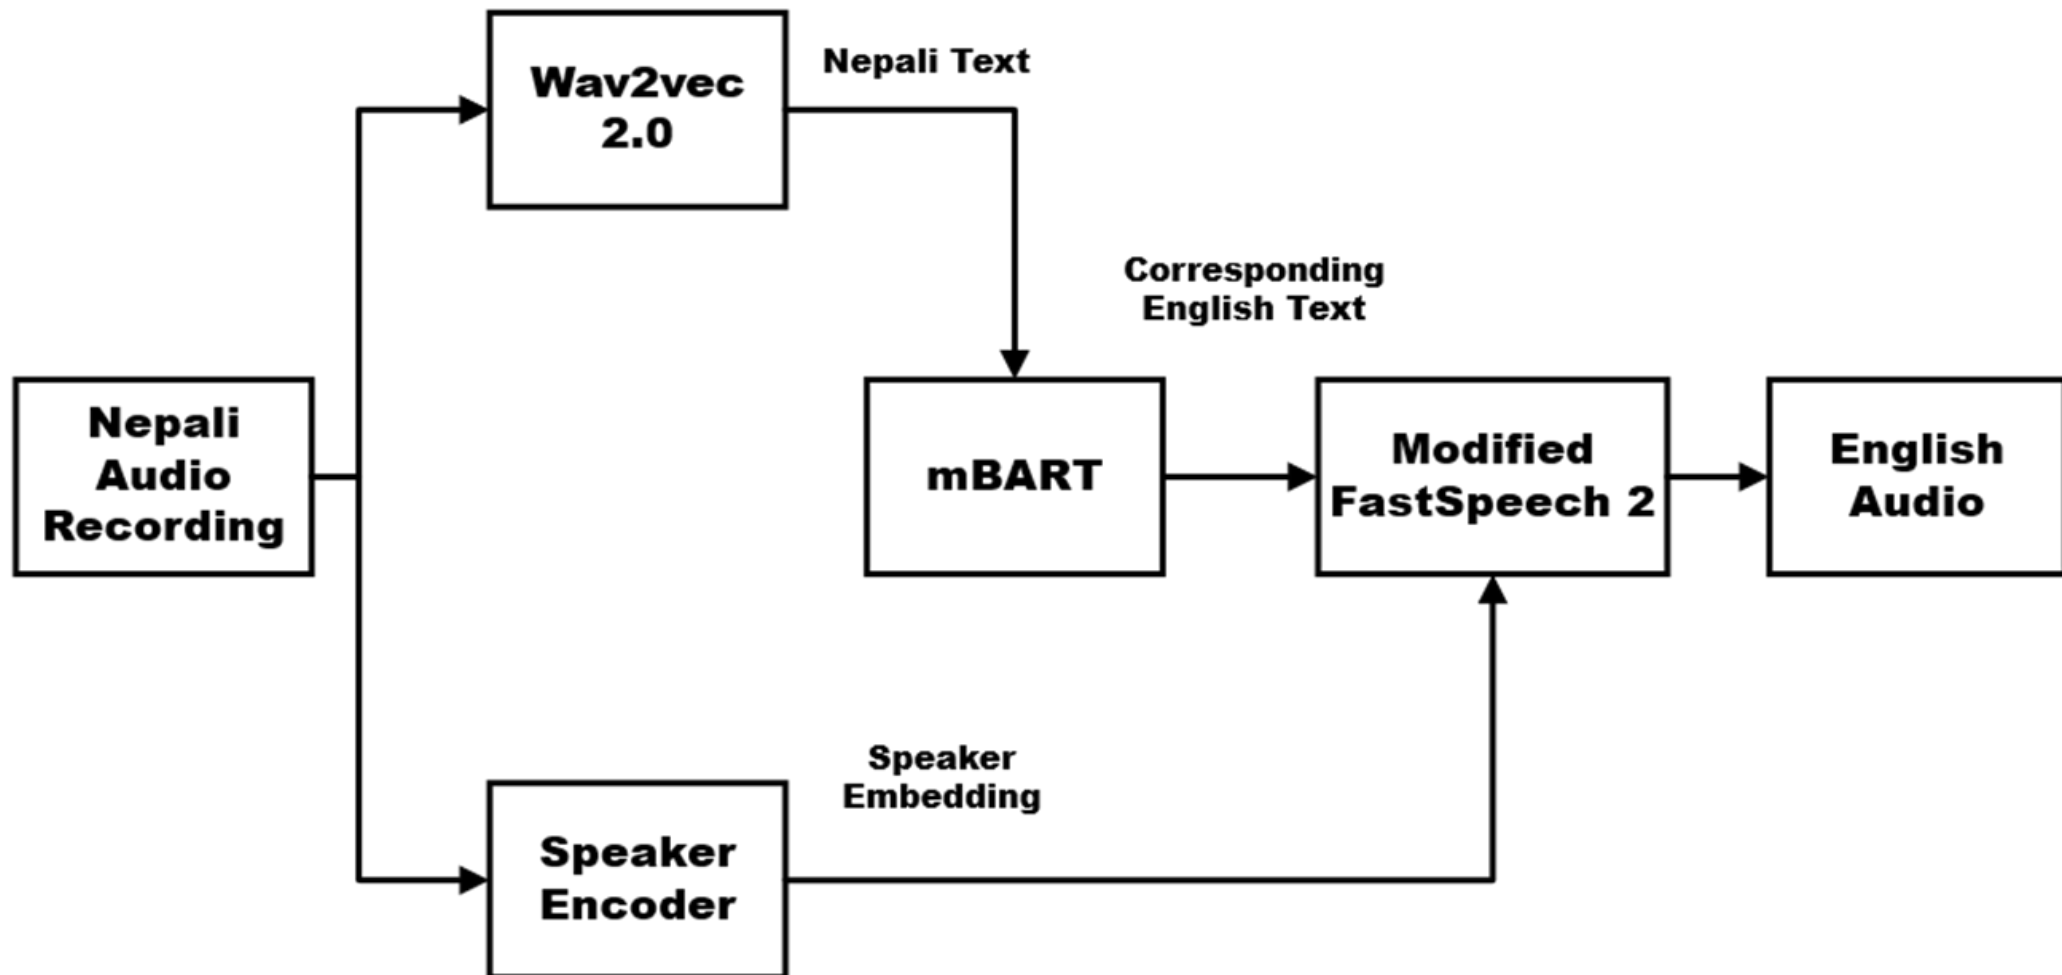 Wav2vec
2.0
Nepali Text
Corresponding
English Text
Nepali
Audio
Recording
mBART
Modified
FastSpeech 2
English
Audio
Speaker
Embedding
Speaker
Encoder